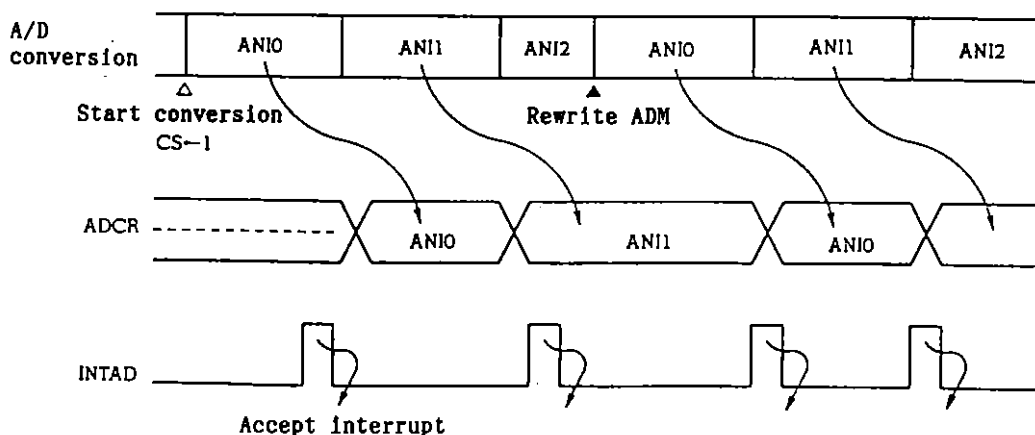 A/D conversion
ANI0 ANI1 ANI2 ANI0 ANI1 ANI2
Start conversion
CS←1
Rewrite ADM
ADCR
ANI0 ANI1 ANI0
INTAD
Accept interrupt